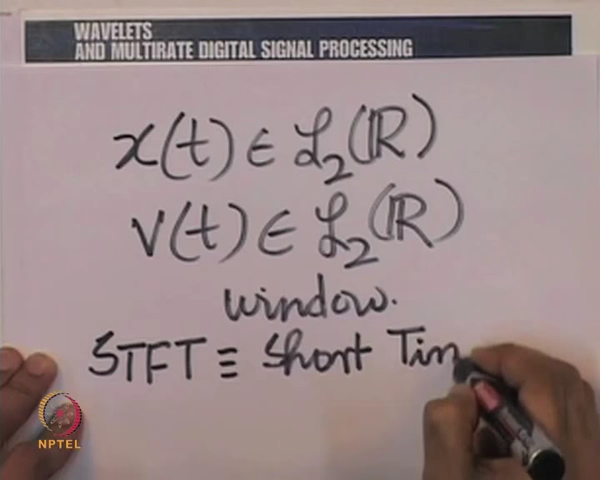 WAVELETS
AND MULTIRATE DIGITAL SIGNAL PROCESSING
x(t) ∈ ℒ₂(ℝ)
v(t) ∈ ℒ₂(ℝ)
window.
STFT ≡ Short Tim
NPTEL